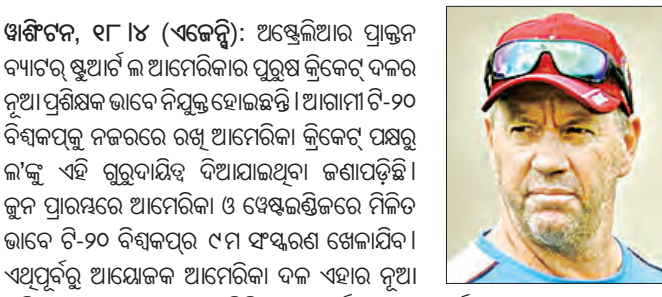 ୱାଶିଂଟନ, ୧୮ ।୪ (ଏଜେନ୍ସି): ଅଷ୍ଟ୍ରେଲିଆର ପ୍ରାକ୍ତନ
ବ୍ୟାଟର୍ ଷ୍ଟୁଆର୍ଟ ଲ ଆମେରିକାର ପୁରୁଷ କ୍ରିକେଟ୍ ଦଳର
ନୂଆ ପ୍ରଶିକ୍ଷକ ଭାବେ ନିଯୁକ୍ତ ହୋଇଛନ୍ତି । ଆଗାମୀ ଟି-୨୦
ବିଶ୍ୱକପ୍‌କୁ ନଜରରେ ରଖି ଆମେରିକା କ୍ରିକେଟ୍ ପକ୍ଷରୁ
ଲ'ଙ୍କୁ ଏହି ଗୁରୁଦାୟିତ୍ୱ ଦିଆଯାଇଥିବା ଜଣାପଡ଼ିଛି ।
ଜୁନ ପ୍ରାରମ୍ଭରେ ଆମେରିକା ଓ ୱେଷ୍ଟଇଣ୍ଡିଜରେ ମିଳିତ
ଭାବେ ଟି-୨୦ ବିଶ୍ୱକପ୍‌ର ୯ମ ସଂସ୍କରଣ ଖେଳାଯିବ ।
ଏଥିପୂର୍ବରୁ ଆୟୋଜକ ଆମେରିକା ଦଳ ଏହାର ନୂଆ